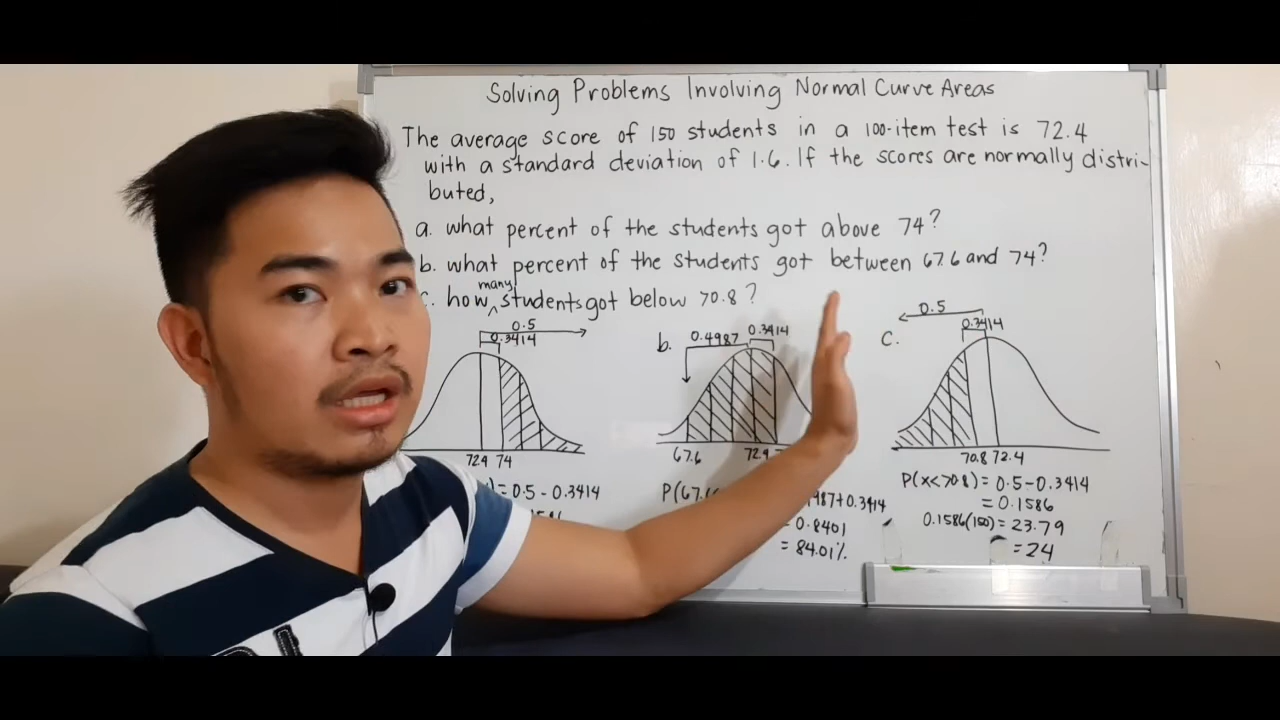 Solving Problems Involving Normal Curve Areas
The average score of 150 students in a 100-item test is 72.4
with a standard deviation of 1.6. If the scores are normally distri-
buted,
a. what percent of the students got above 74?
b. what percent of the students got between 67.6 and 74?
many
c. how ^ students got below 70.8?
0.5
0.3414
72.4 74
= 0.5 - 0.3414
b.
0.4987 0.3414
67.6 72.4
P(67.6
+0.3414
= 0.8401
= 84.01%
c.
0.5
0.3414
70.8 72.4
P(x<70.8) = 0.5-0.3414
= 0.1586
0.1586(150) = 23.79
= 24